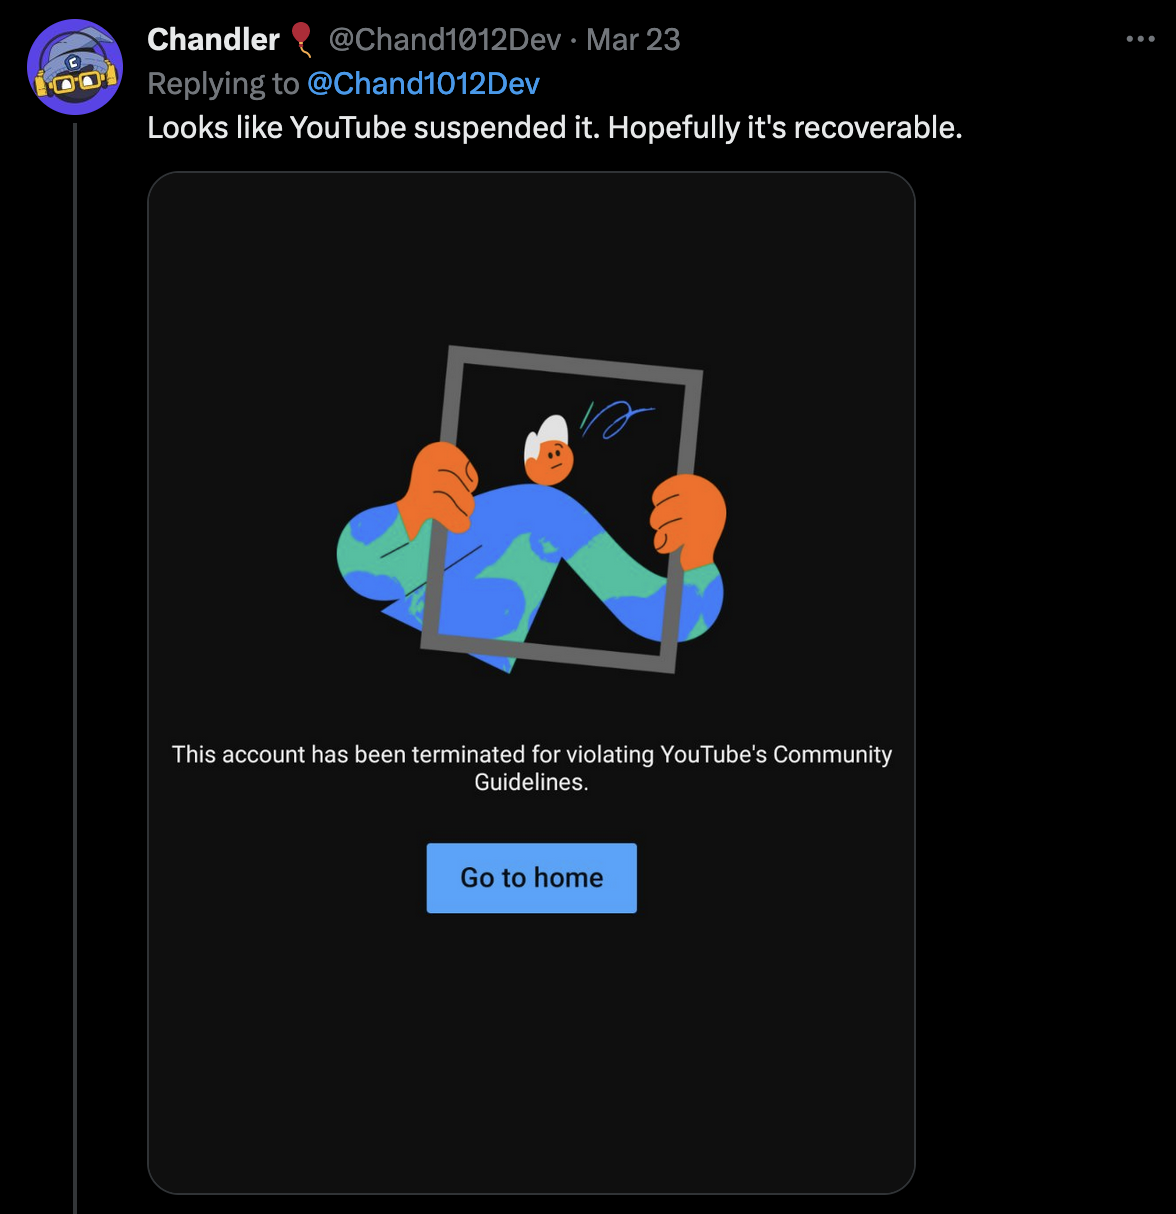 Chandler 🎈 @Chand1012Dev · Mar 23
Replying to @Chand1012Dev
Looks like YouTube suspended it. Hopefully it's recoverable.
This account has been terminated for violating YouTube's Community
Guidelines.
Go to home